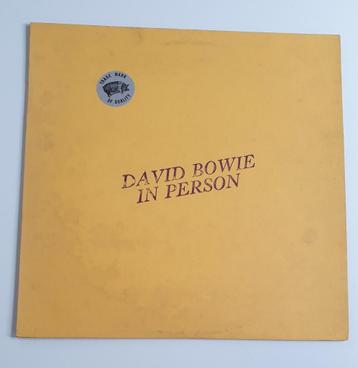 TRADE MARK
OF QUALITY
DAVID BOWIE
IN PERSON